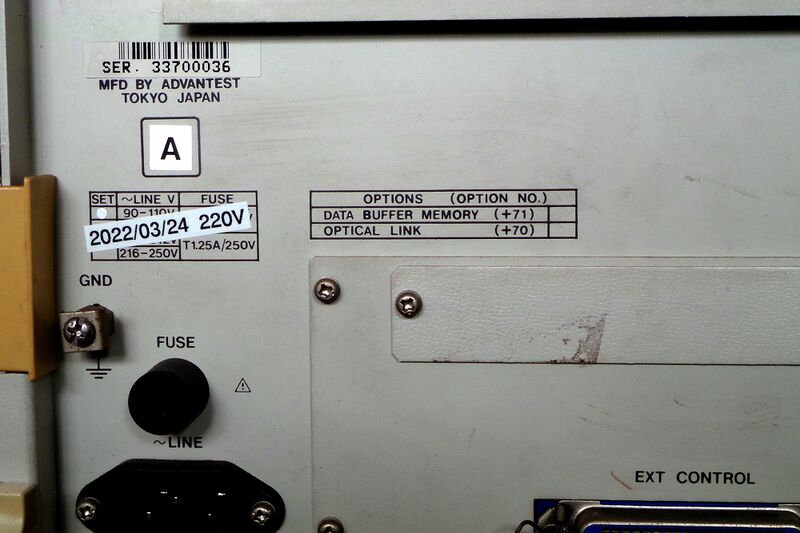 SER. 33700036
MFD BY ADVANTEST
TOKYO JAPAN
A
SET ~LINE V FUSE
90-110V
2022/03/24 220V
216-250V T1.25A/250V
OPTIONS (OPTION NO.)
DATA BUFFER MEMORY (+71)
OPTICAL LINK (+70)
GND
FUSE
~LINE
EXT CONTROL